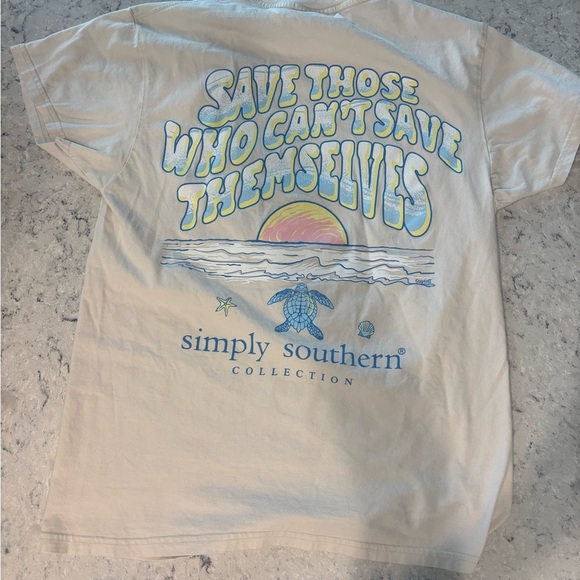 SAVE THOSE
WHO CAN'T SAVE
THEMSELVES
simply southern®
COLLECTION